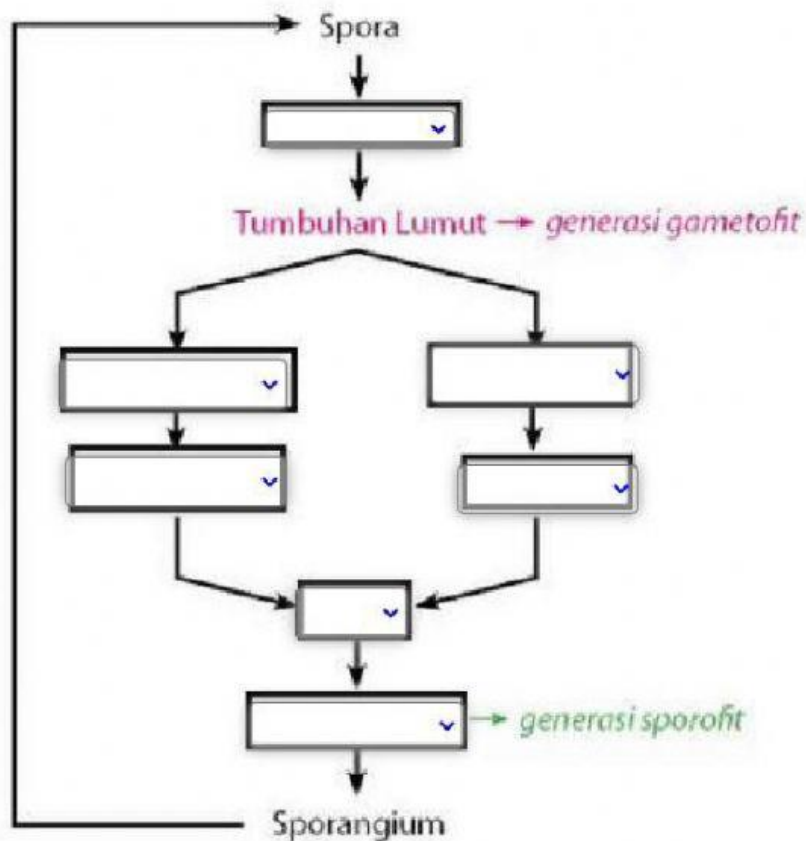 Spora
Tumbuhan Lumut → generasi gametofit
→ generasi sporofit
Sporangium